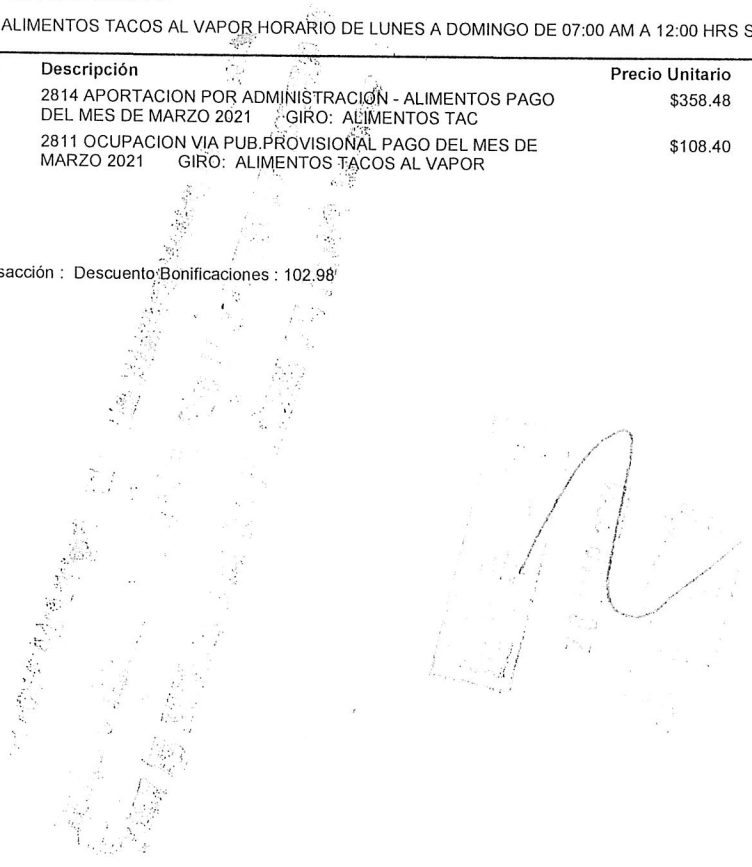 ALIMENTOS TACOS AL VAPOR HORARIO DE LUNES A DOMINGO DE 07:00 AM A 12:00 HRS S
Descripción Precio Unitario
2814 APORTACION POR ADMINISTRACION - ALIMENTOS PAGO $358.48
DEL MES DE MARZO 2021 GIRO: ALIMENTOS TAC
2811 OCUPACION VIA PUB.PROVISIONAL PAGO DEL MES DE $108.40
MARZO 2021 GIRO: ALIMENTOS TACOS AL VAPOR
sacción : Descuento Bonificaciones : 102.98